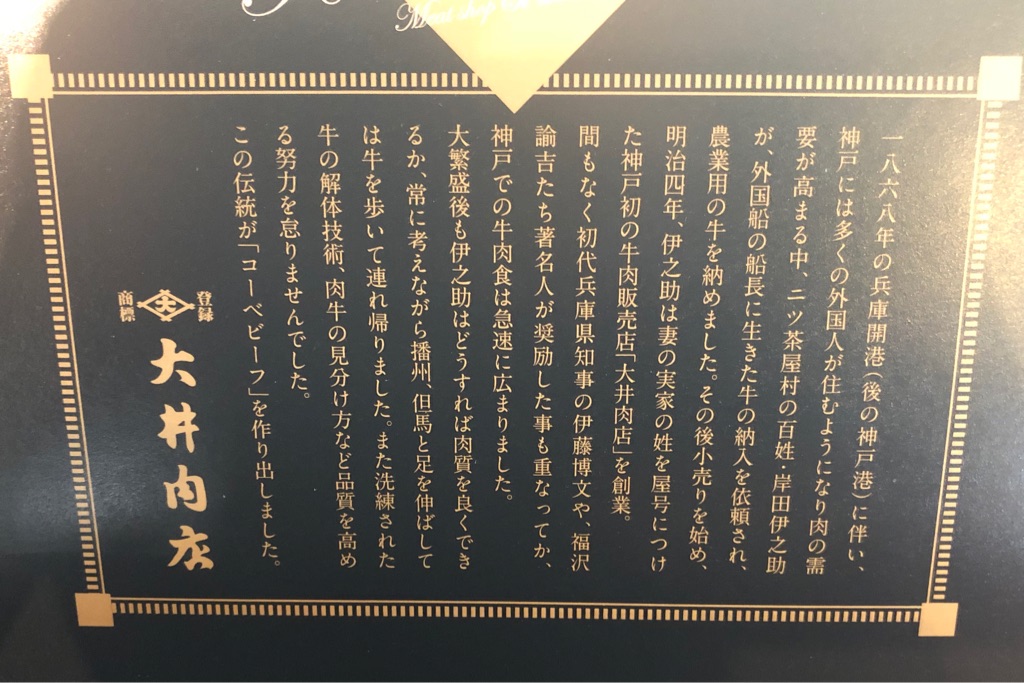 Meat shop
一八六八年の兵庫開港(後の神戸港)に伴い、
神戸には多くの外国人が住むようになり肉の需
要が高まる中、二ツ茶屋村の百姓・岸田伊之助
が、外国船の船長に生きた牛の納入を依頼され、
農業用の牛を納めました。その後小売りを始め、
明治四年、伊之助は妻の実家の姓を屋号につけ
た神戸初の牛肉販売店「大井肉店」を創業。
間もなく初代兵庫県知事の伊藤博文や、福沢
諭吉たち著名人が奨励した事も重なってか、
神戸での牛肉食は急速に広まりました。
大繁盛後も伊之助はどうすれば肉質を良くでき
るか、常に考えながら播州、但馬と足を伸ばして
は牛を歩いて連れ帰りました。また洗練された
牛の解体技術、肉牛の見分け方など品質を高め
る努力を怠りませんでした。
この伝統が「コーベビーフ」を作り出しました。
登録
大
商標
大井肉店